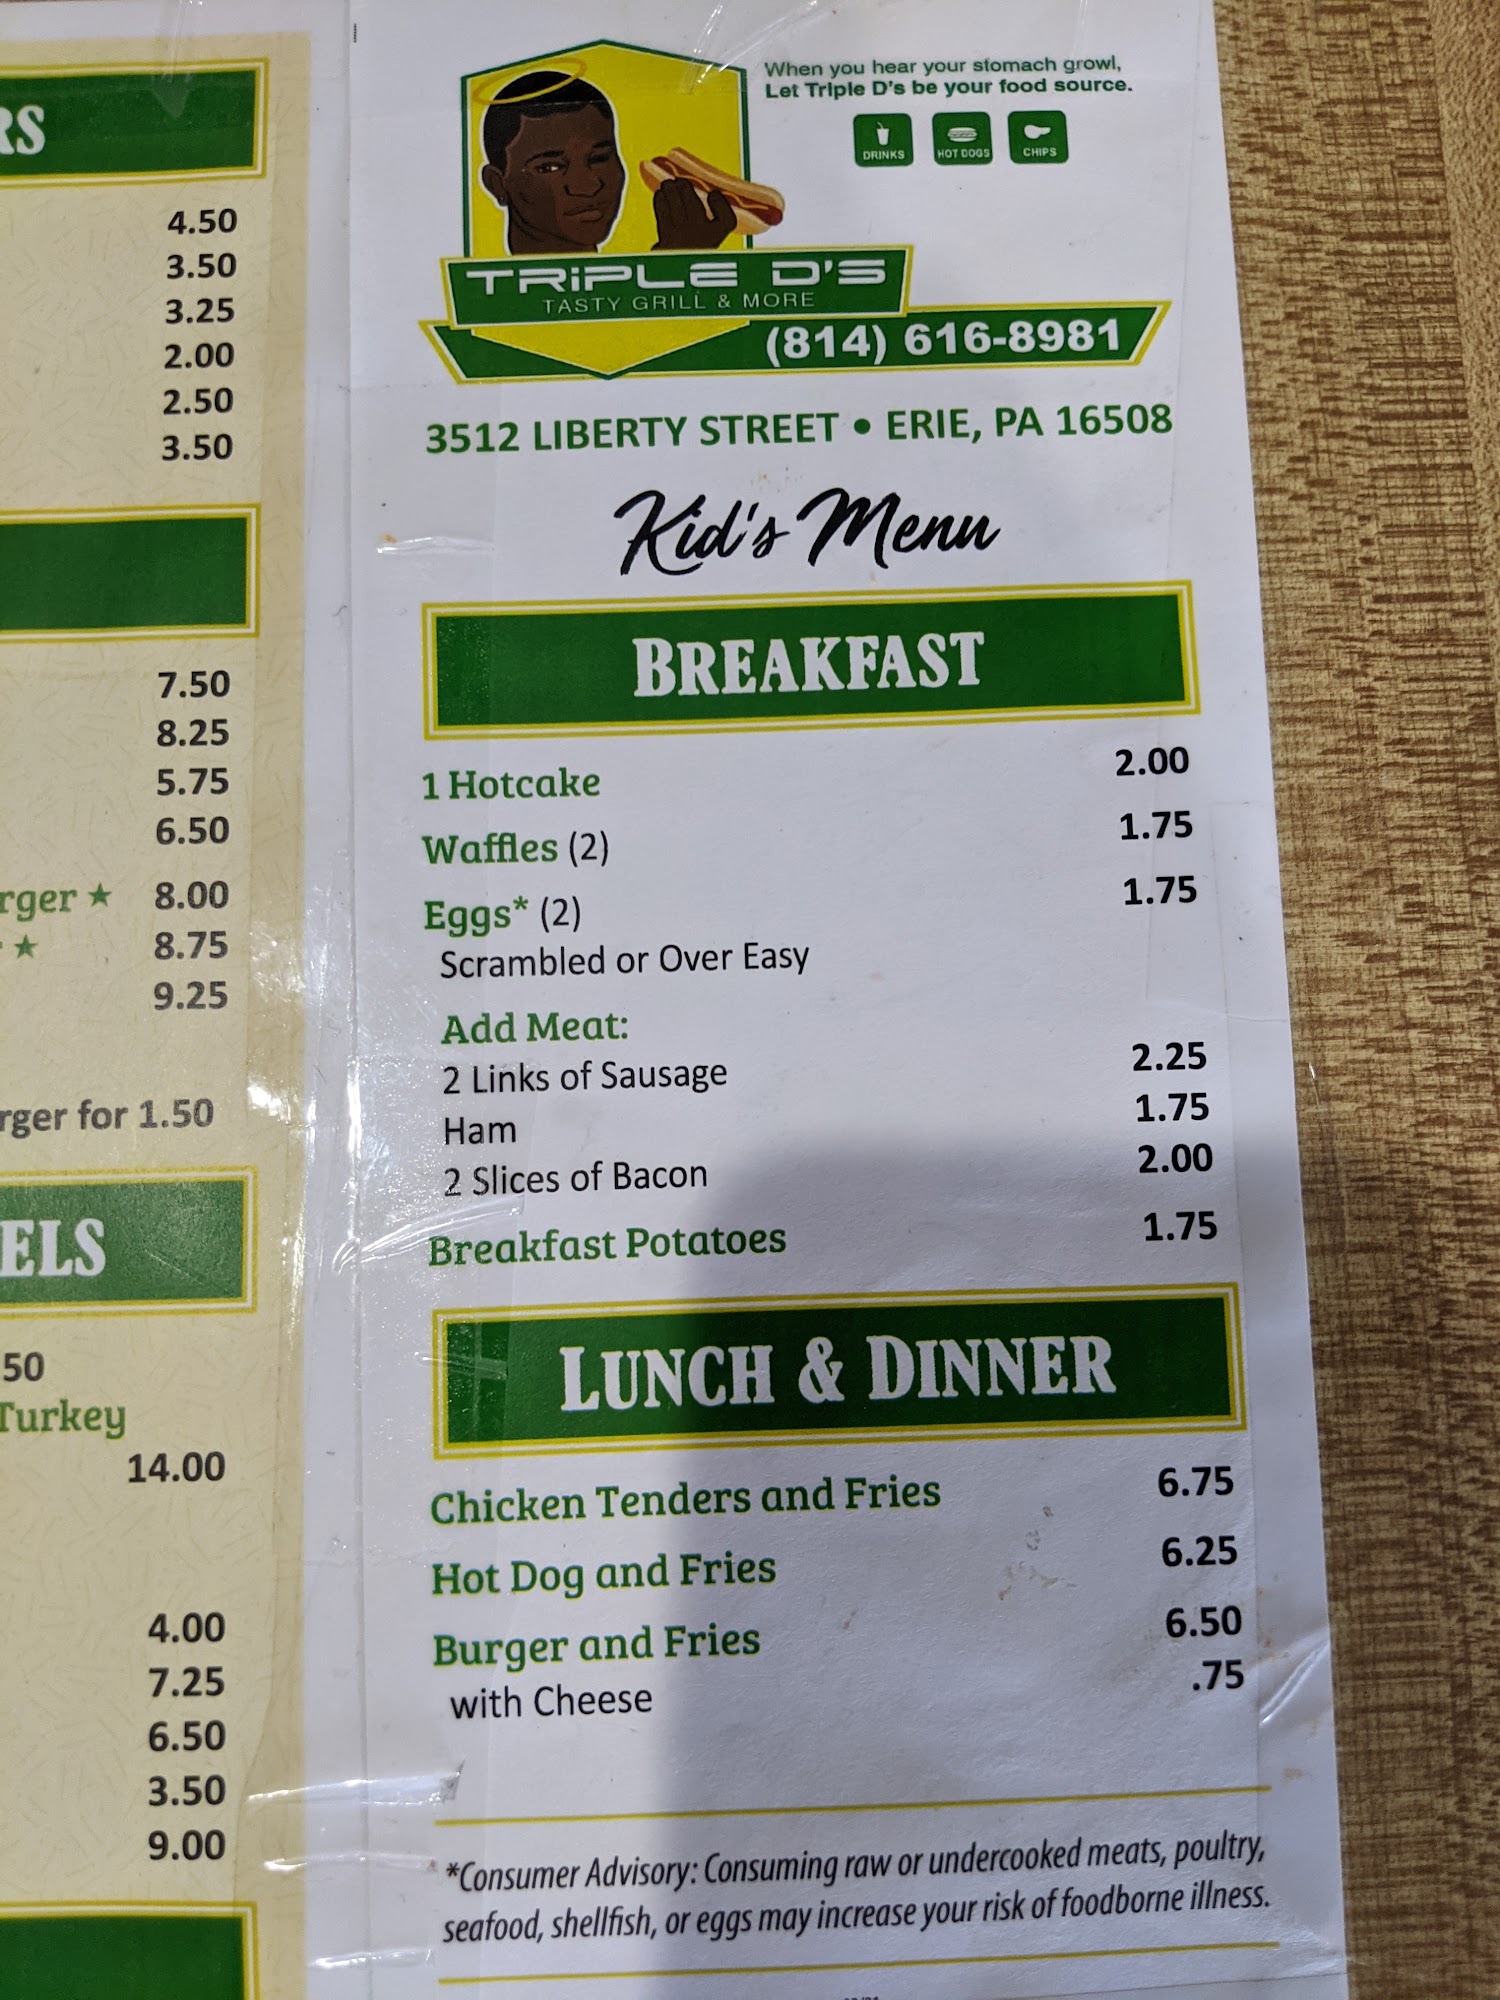 RS
4.50
3.50
3.25
2.00
2.50
3.50
7.50
8.25
5.75
6.50
rger ★ 8.00
★ 8.75
9.25
rger for 1.50
ELS
50
Turkey
14.00
4.00
7.25
6.50
3.50
9.00
When you hear your stomach growl,
Let Triple D's be your food source.
DRINKS HOT DOGS CHIPS
TRiPLE D'S
TASTY GRILL & MORE
(814) 616-8981
3512 LIBERTY STREET • ERIE, PA 16508
Kid's Menu
BREAKFAST
1 Hotcake 2.00
Waffles (2) 1.75
Eggs* (2) 1.75
Scrambled or Over Easy
Add Meat:
2 Links of Sausage 2.25
Ham 1.75
2 Slices of Bacon 2.00
Breakfast Potatoes 1.75
LUNCH & DINNER
Chicken Tenders and Fries 6.75
Hot Dog and Fries 6.25
Burger and Fries 6.50
with Cheese .75
*Consumer Advisory: Consuming raw or undercooked meats, poultry,
seafood, shellfish, or eggs may increase your risk of foodborne illness.